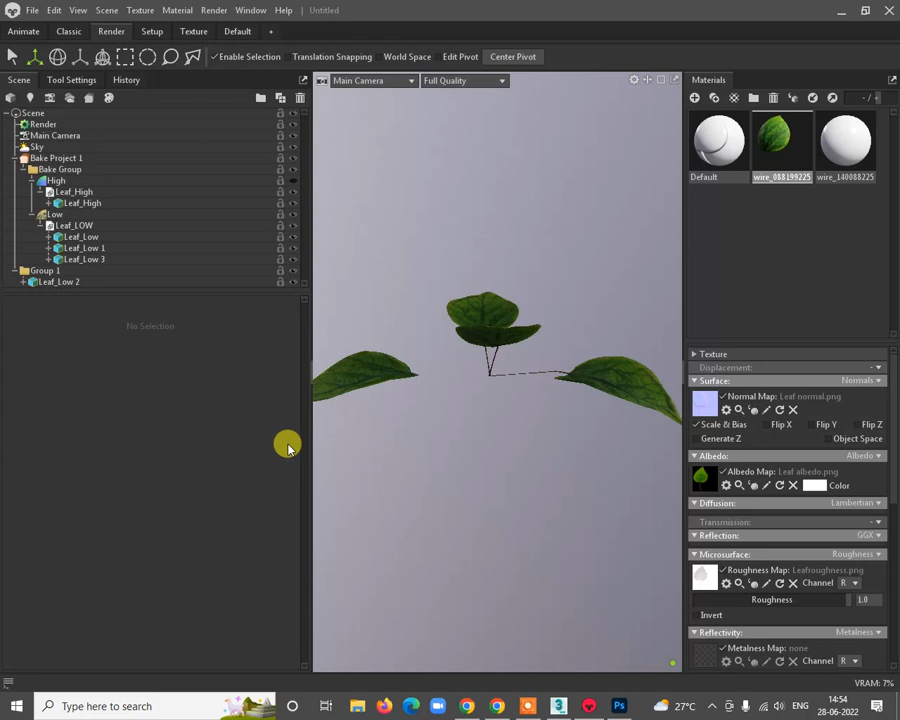 File Edit View Scene Texture Material Render Window Help Untitled
Animate Classic Render Setup Texture Default +
Enable Selection Translation Snapping World Space Edit Pivot Center Pivot
Scene Tool Settings History
Main Camera Full Quality
Materials
- / -
Scene
Render
Main Camera
Sky
Bake Project 1
Bake Group
High
Leaf_High
Leaf_High
Low
Leaf_LOW
Leaf_Low
Leaf_Low 1
Leaf_Low 3
Group 1
Leaf_Low 2
No Selection
Default wire_088199225 wire_140088225
Texture
Displacement: -
Surface: Normals
Normal Map: Leaf normal.png
Scale & Bias Flip X Flip Y Flip Z
Generate Z Object Space
Albedo: Albedo
Albedo Map: Leaf albedo.png
Color
Diffusion: Lambertian
Transmission: -
Reflection: GGX
Microsurface: Roughness
Roughness Map: Leafroughness.png
Channel R
Roughness 1.0
Invert
Reflectivity: Metalness
Metalness Map: none
Channel R
VRAM: 7%
Type here to search
27°C
14:54
28-06-2022